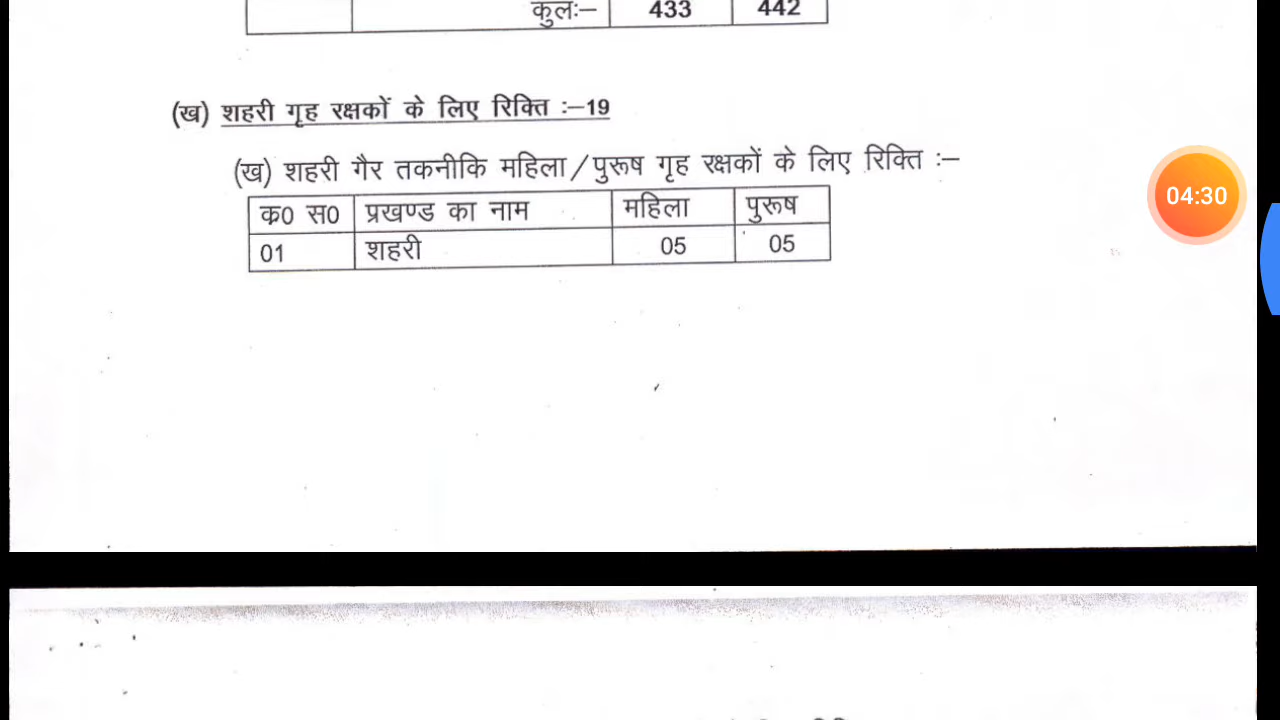 कुलः– 433 442
(ख) शहरी गृह रक्षकों के लिए रिक्ति :–19
(ख) शहरी गैर तकनीकि महिला/पुरूष गृह रक्षकों के लिए रिक्ति :–
क्र0 स0 प्रखण्ड का नाम महिला पुरूष
01 शहरी 05 05
04:30